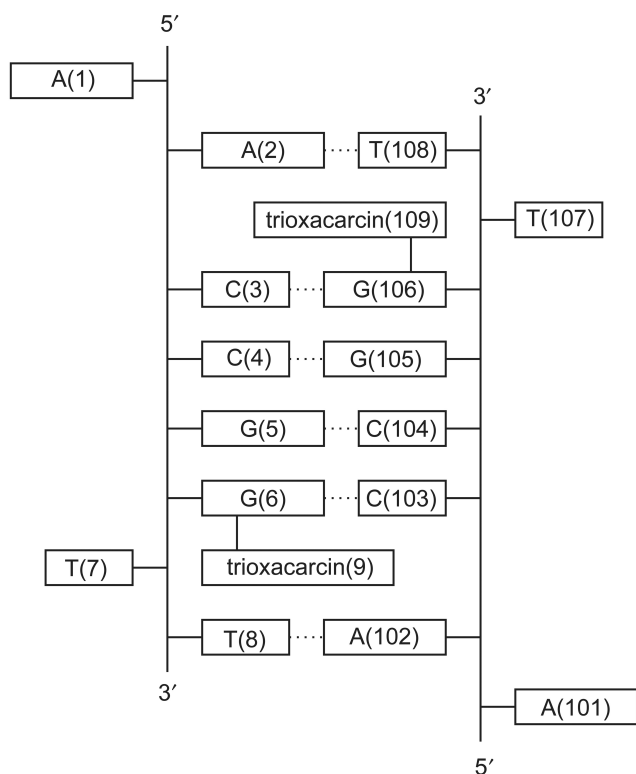 5′
A(1)
3′
A(2) T(108)
trioxacarcin(109) T(107)
C(3) G(106)
C(4) G(105)
G(5) C(104)
G(6) C(103)
T(7) trioxacarcin(9)
T(8) A(102)
3′
A(101)
5′